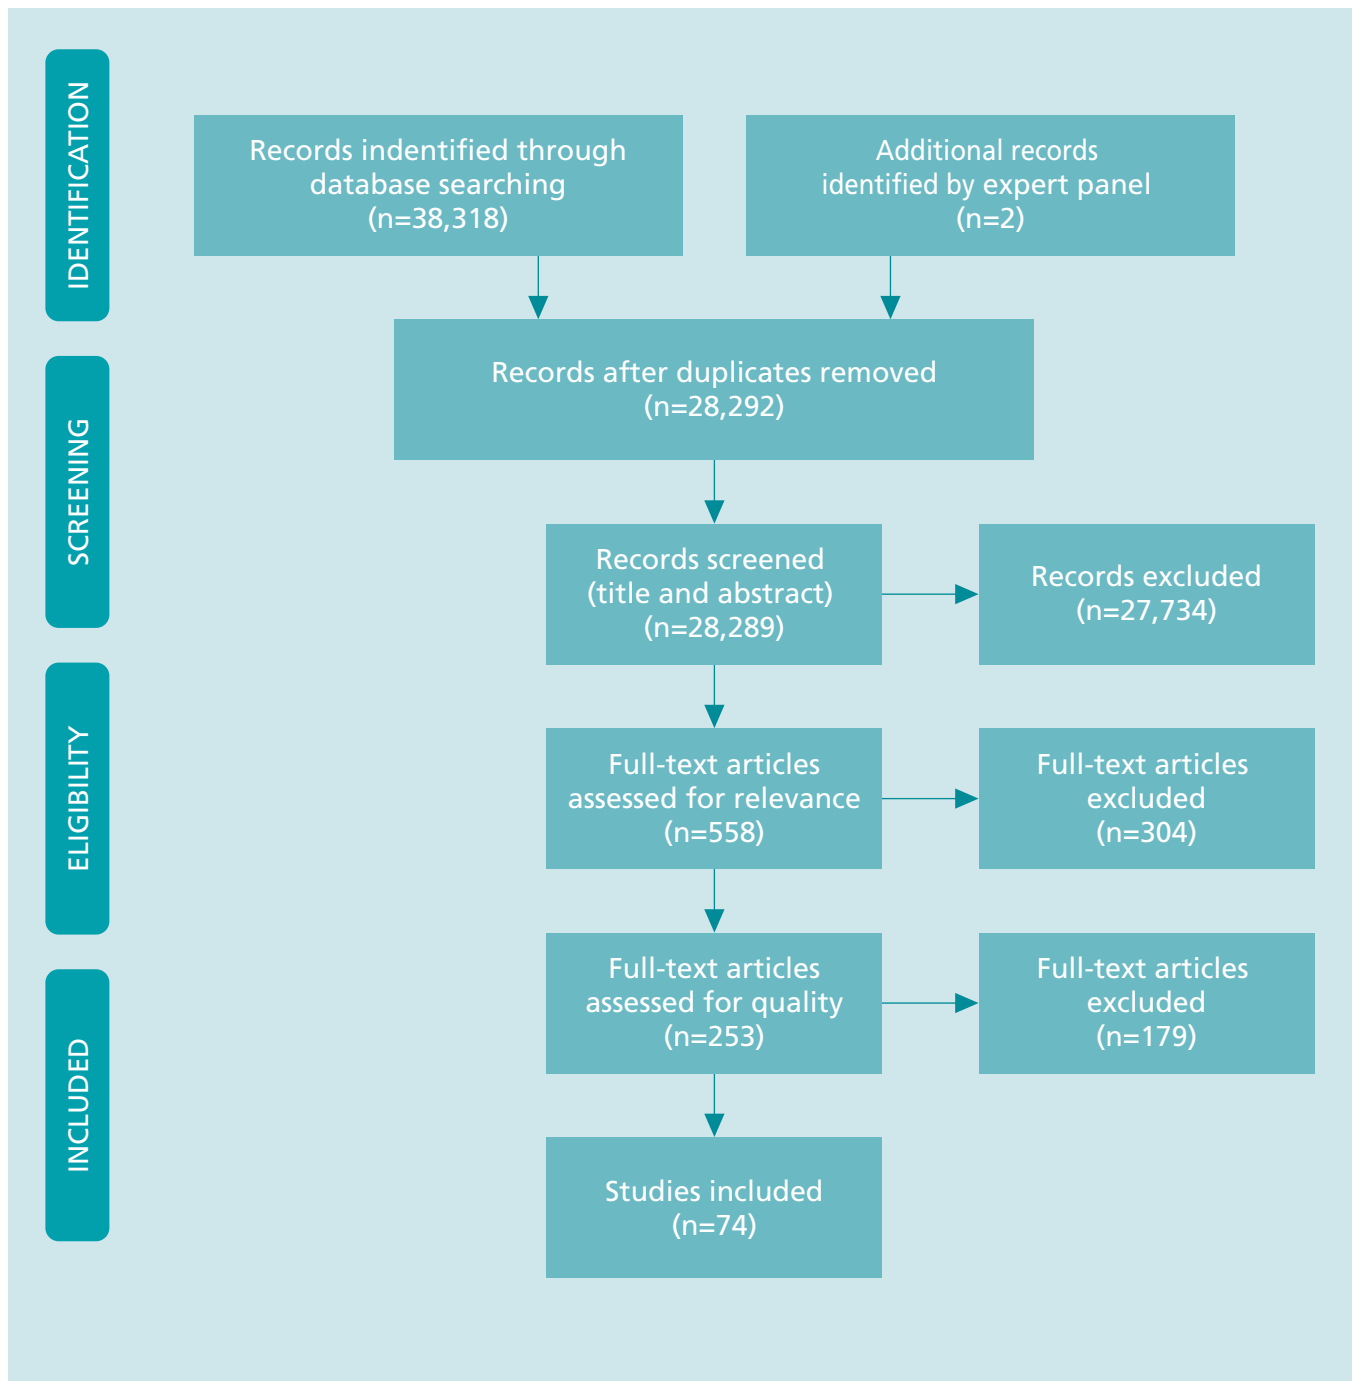 IDENTIFICATION
Records indentified through
database searching
(n=38,318)
Additional records
identified by expert panel
(n=2)
Records after duplicates removed
(n=28,292)
SCREENING
Records screened
(title and abstract)
(n=28,289)
Records excluded
(n=27,734)
ELIGIBILITY
Full-text articles
assessed for relevance
(n=558)
Full-text articles
excluded
(n=304)
Full-text articles
assessed for quality
(n=253)
Full-text articles
excluded
(n=179)
INCLUDED
Studies included
(n=74)